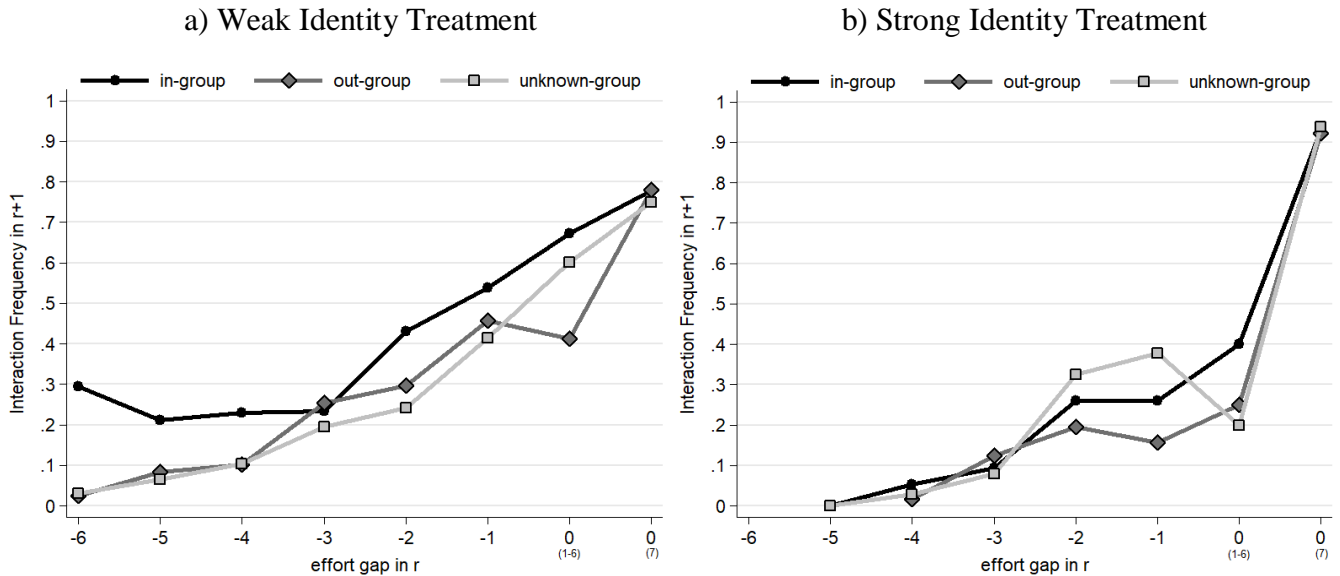 a) Weak Identity Treatment
in-group out-group unknown-group
1
.9
.8
.7
.6
.5
.4
.3
.2
.1
0
Interaction Frequency in r+1
-6 -5 -4 -3 -2 -1 0 0
(1-6) (7)
effort gap in r
b) Strong Identity Treatment
in-group out-group unknown-group
1
.9
.8
.7
.6
.5
.4
.3
.2
.1
0
Interaction Frequency in r+1
-6 -5 -4 -3 -2 -1 0 0
(1-6) (7)
effort gap in r